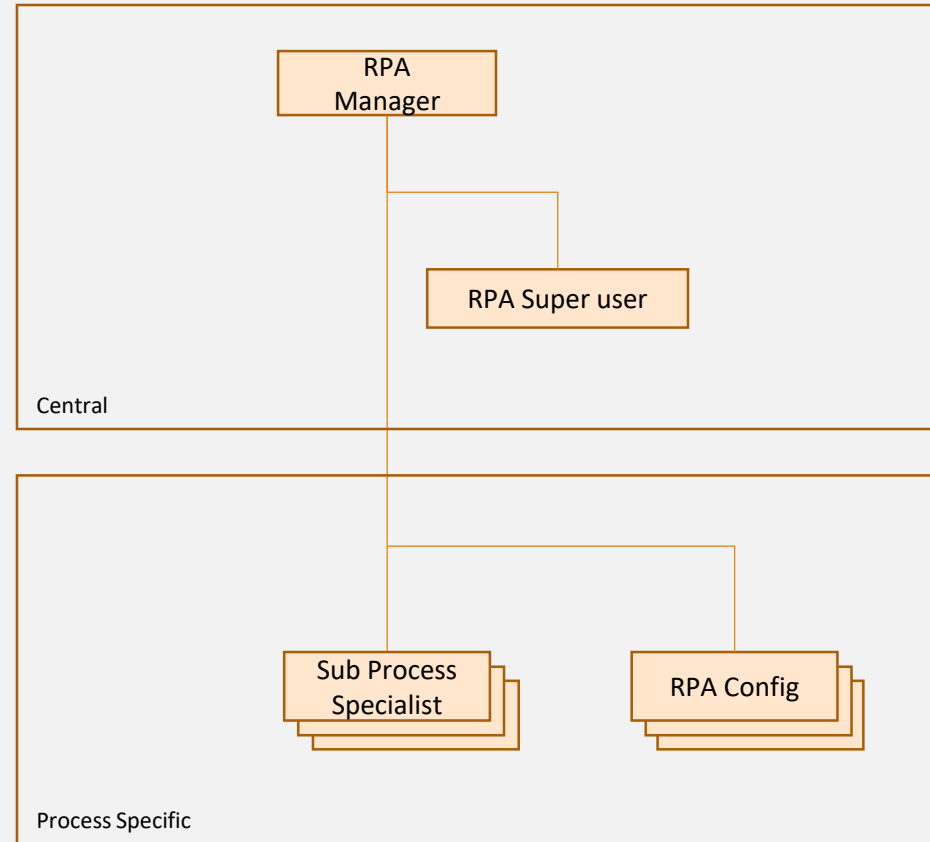 RPA
Manager
RPA Super user
Central
Sub Process
Specialist
RPA Config
Process Specific